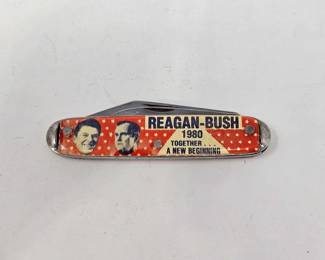 REAGAN-BUSH
1980
TOGETHER . . .
A NEW BEGINNING